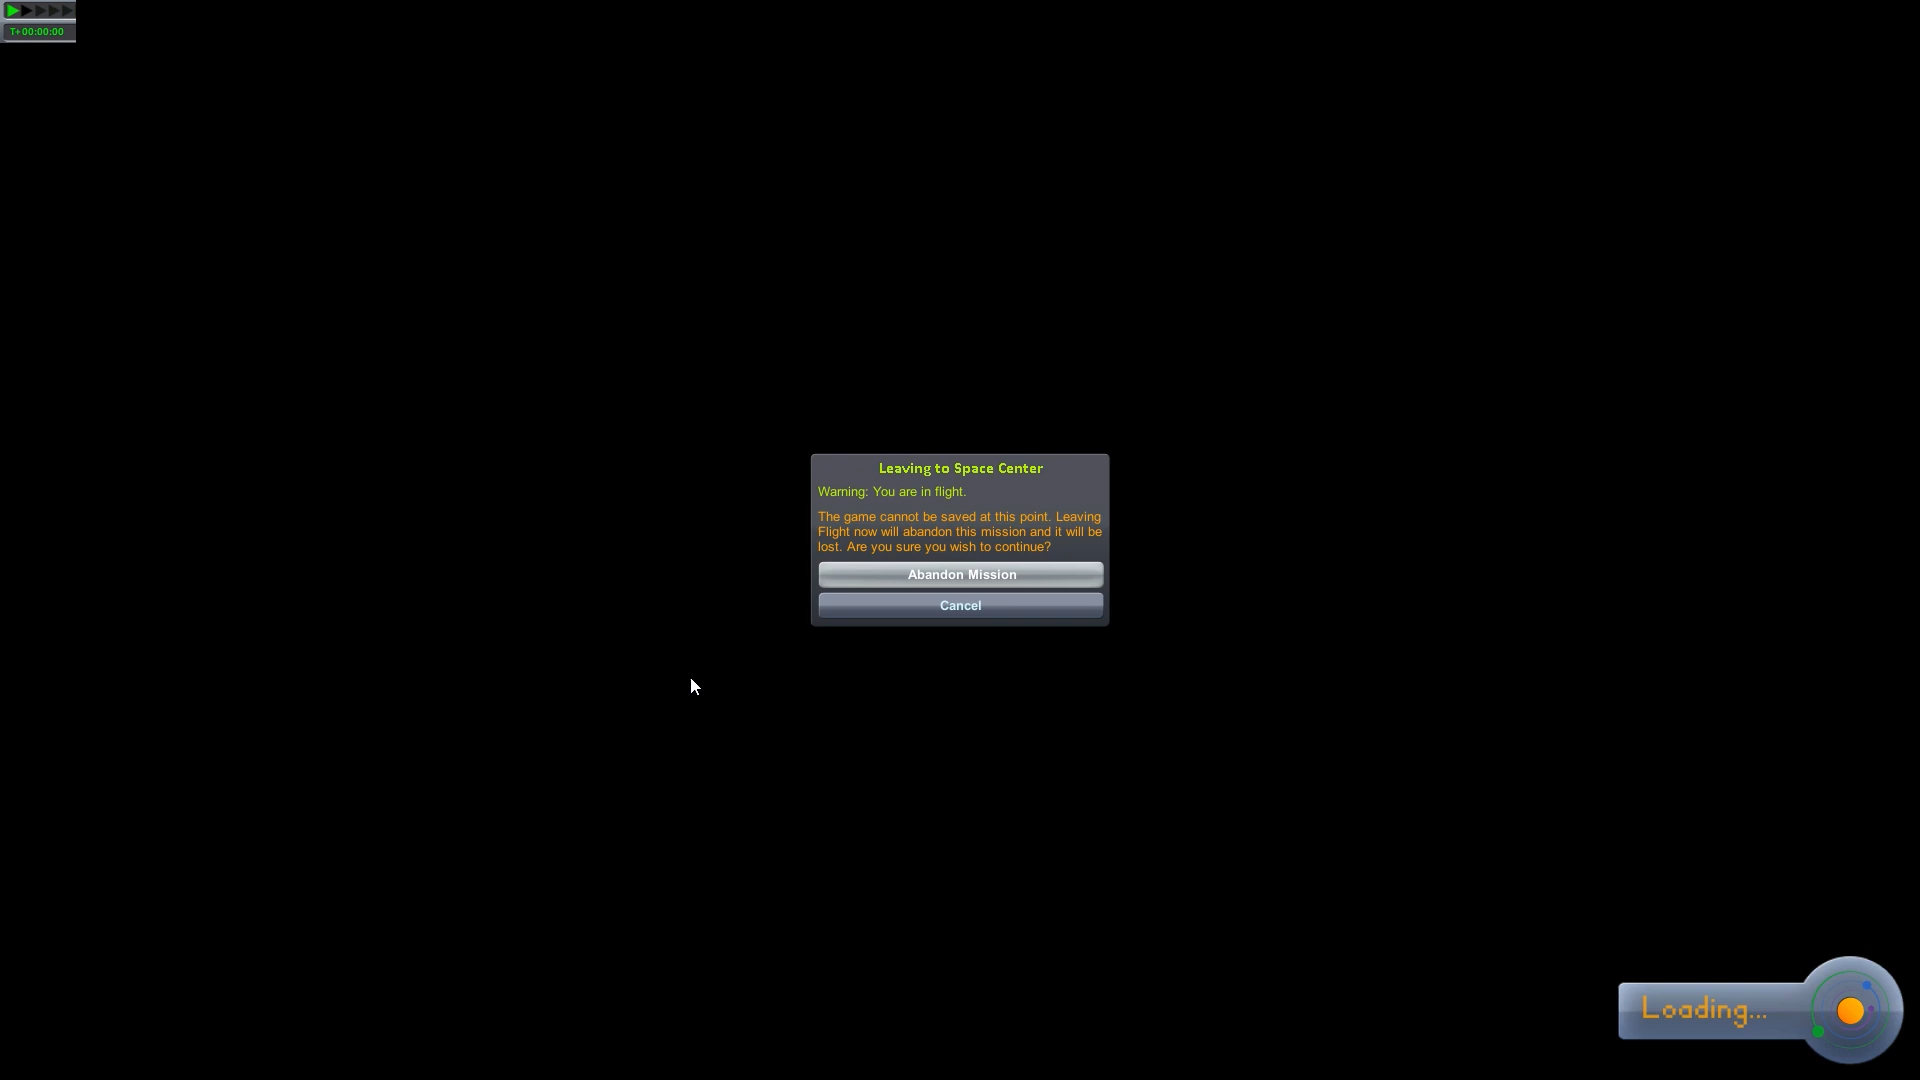 T+00:00:00
Leaving to Space Center
Warning: You are in flight.
The game cannot be saved at this point. Leaving
Flight now will abandon this mission and it will be
lost. Are you sure you wish to continue?
Abandon Mission
Cancel
Loading...